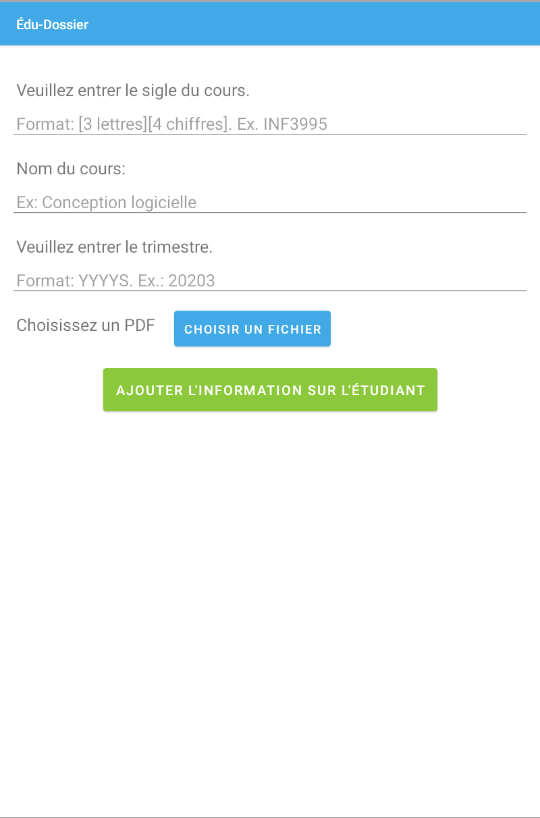 Édu-Dossier
Veuillez entrer le sigle du cours.
Format: [3 lettres][4 chiffres]. Ex. INF3995
Nom du cours:
Ex: Conception logicielle
Veuillez entrer le trimestre.
Format: YYYYS. Ex.: 20203
Choisissez un PDF CHOISIR UN FICHIER
AJOUTER L'INFORMATION SUR L'ÉTUDIANT